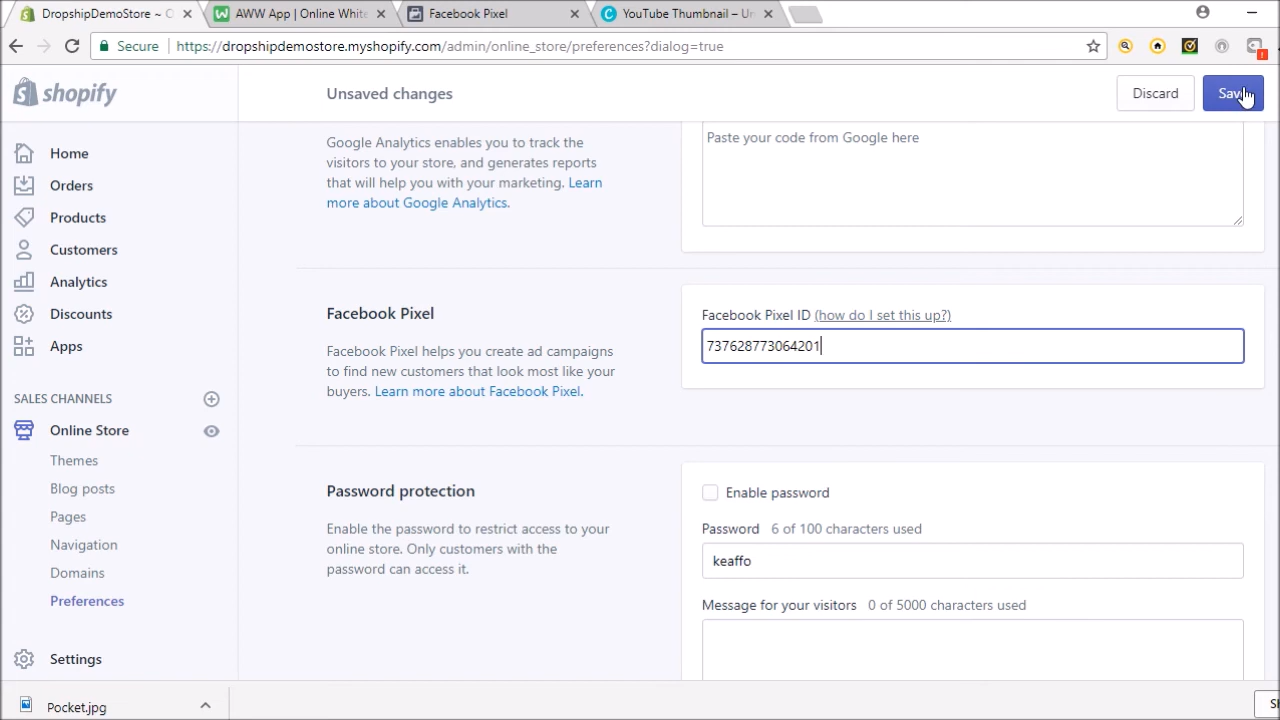 DropshipDemoStore ~ O
AWW App | Online White
Facebook Pixel
YouTube Thumbnail – Un
Secure
https://dropshipdemostore.myshopify.com/admin/online_store/preferences?dialog=true
shopify
Unsaved changes
Discard
Save
Home
Orders
Products
Customers
Analytics
Discounts
Apps
SALES CHANNELS
Online Store
Themes
Blog posts
Pages
Navigation
Domains
Preferences
Settings
Google Analytics enables you to track the
visitors to your store, and generates reports
that will help you with your marketing. Learn
more about Google Analytics.
Paste your code from Google here
Facebook Pixel
Facebook Pixel helps you create ad campaigns
to find new customers that look most like your
buyers. Learn more about Facebook Pixel.
Facebook Pixel ID (how do I set this up?)
737628773064201
Password protection
Enable the password to restrict access to your
online store. Only customers with the
password can access it.
Enable password
Password 6 of 100 characters used
keaffo
Message for your visitors 0 of 5000 characters used
Pocket.jpg